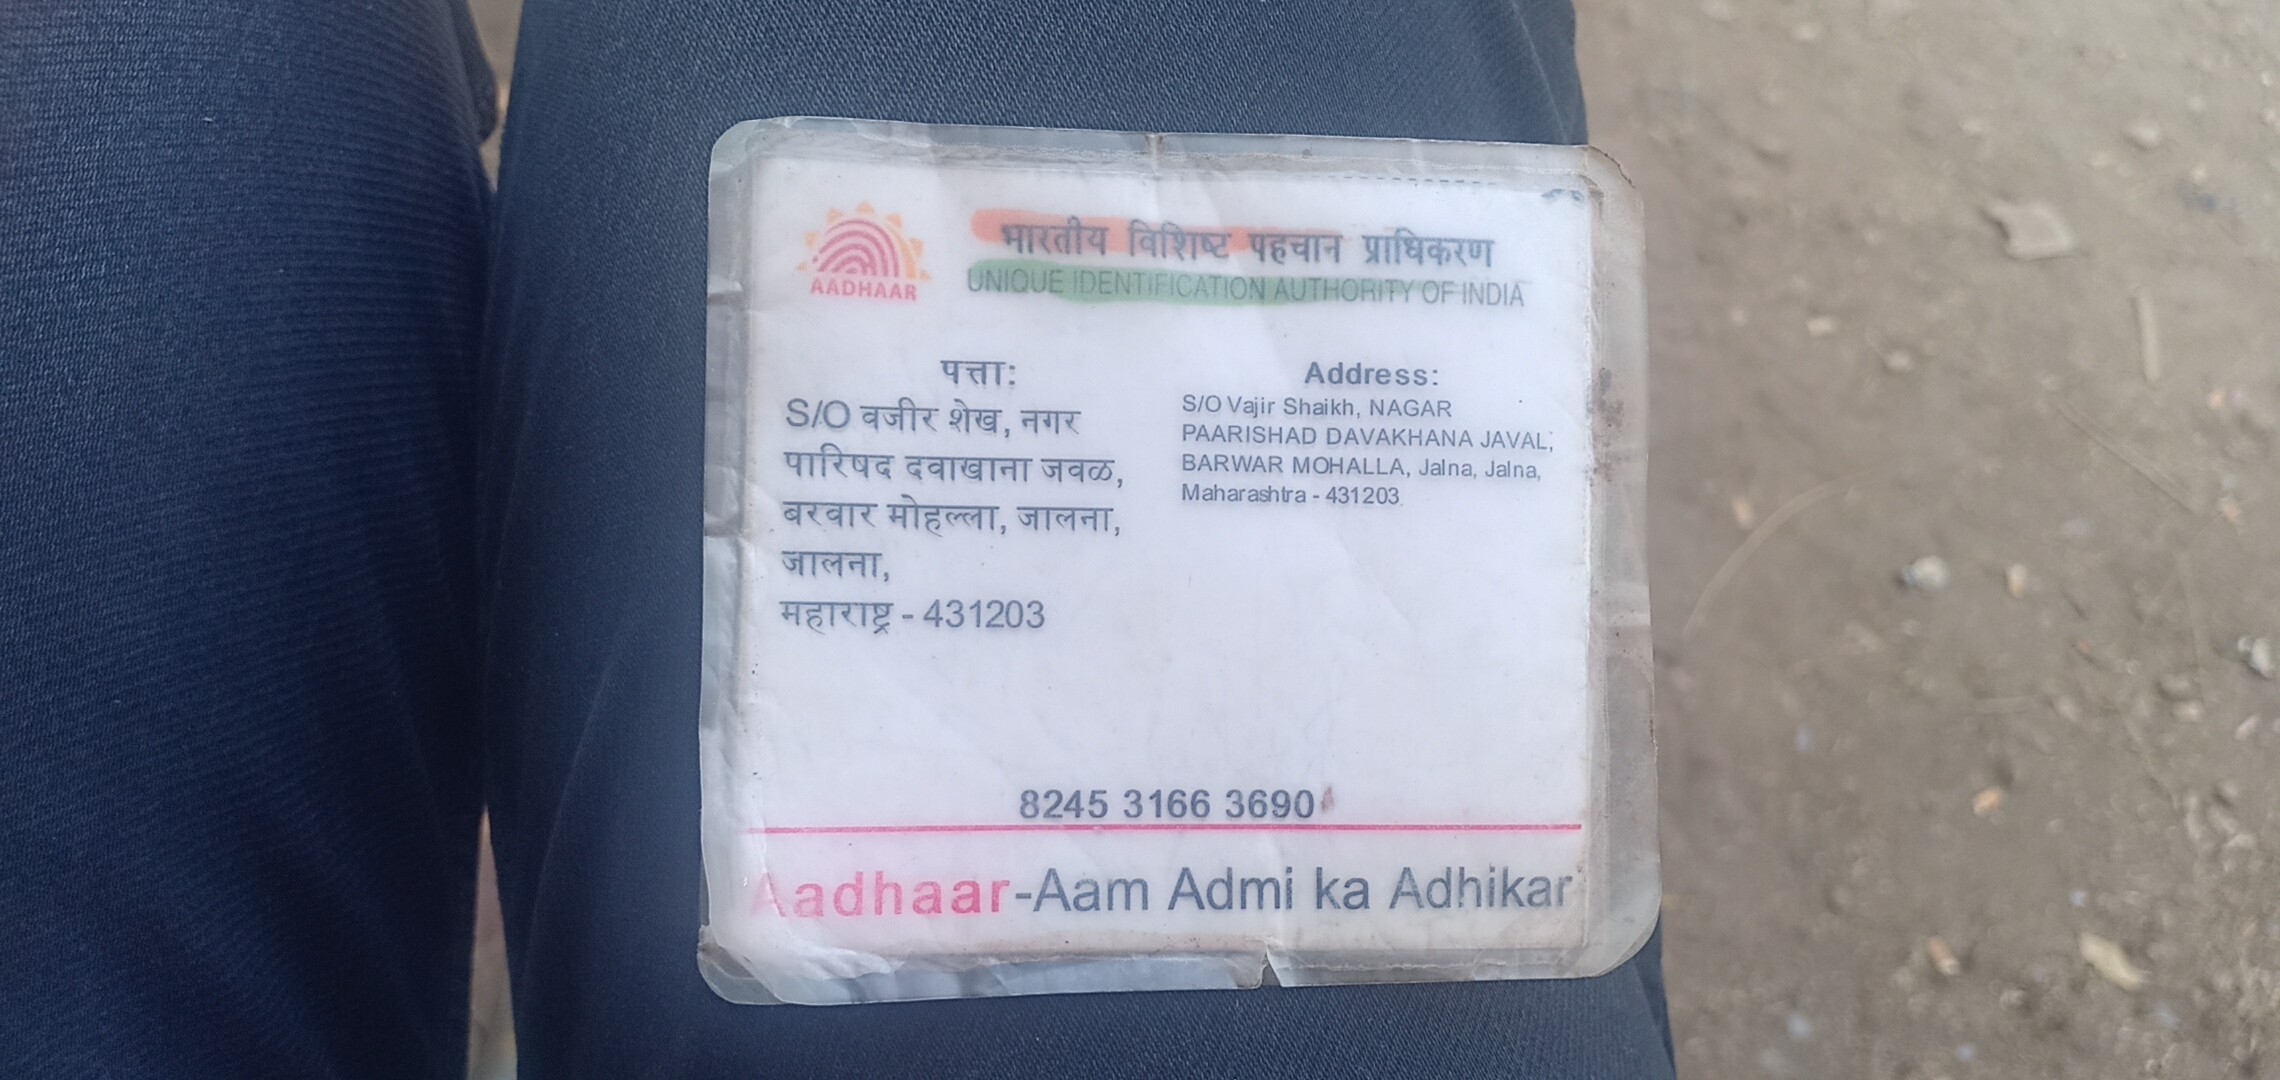 AADHAAR
भारतीय विशिष्ट पहचान प्राधिकरण
UNIQUE IDENTIFICATION AUTHORITY OF INDIA
पत्ता:
S/O वजीर शेख, नगर
पारिषद दवाखाना जवळ,
बरवार मोहल्ला, जालना,
जालना,
महाराष्ट्र - 431203
Address:
S/O Vajir Shaikh, NAGAR
PAARISHAD DAVAKHANA JAVAL,
BARWAR MOHALLA, Jalna, Jalna,
Maharashtra - 431203
8245 3166 3690
Aadhaar-Aam Admi ka Adhikar